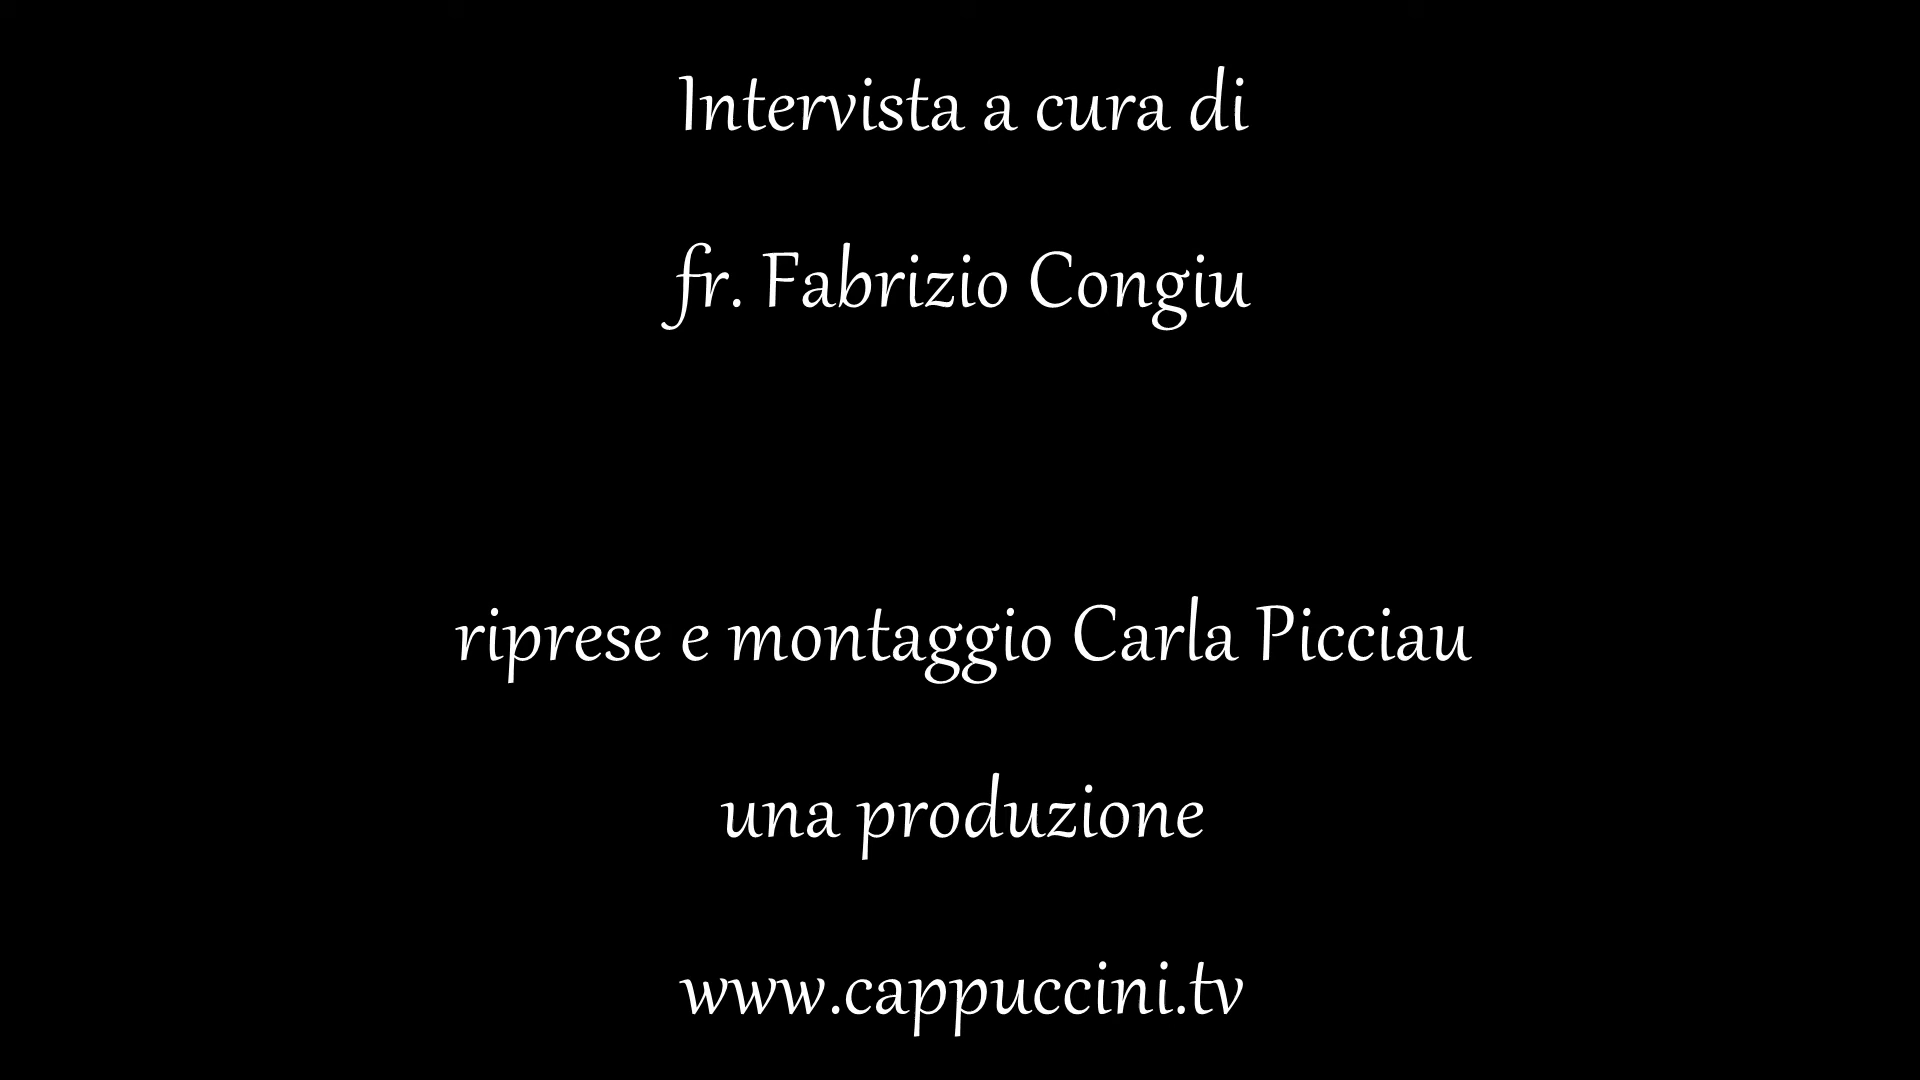 Intervista a cura di
fr. Fabrizio Congiu
riprese e montaggio Carla Picciau
una produzione
www.cappuccini.tv